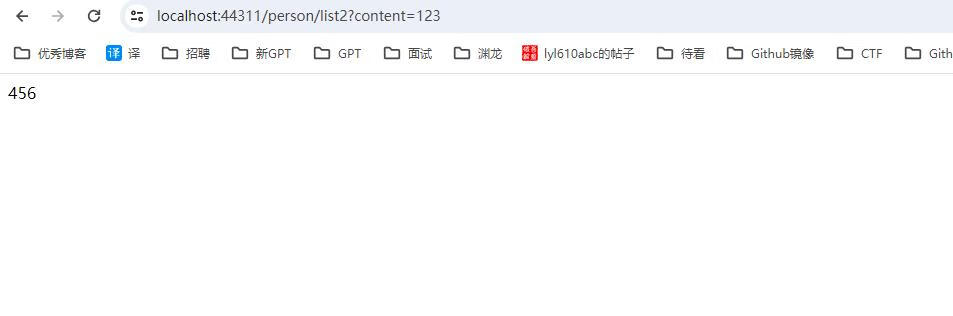 localhost:44311/person/list2?content=123
优秀博客 译 译 招聘 新GPT GPT 面试 渊龙 lyl610abc的帖子 待看 Github镜像 CTF Gith
456